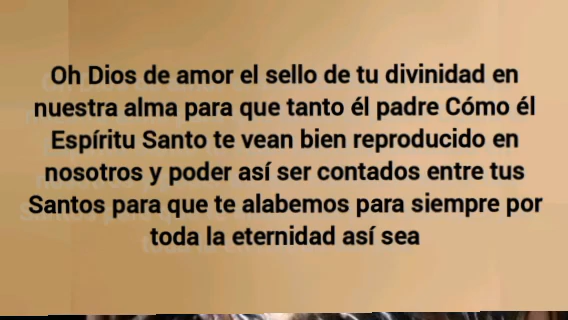 Oh Dios de amor el sello de tu divinidad en
nuestra alma para que tanto él padre Cómo él
Espíritu Santo te vean bien reproducido en
nosotros y poder así ser contados entre tus
Santos para que te alabemos para siempre por
toda la eternidad así sea